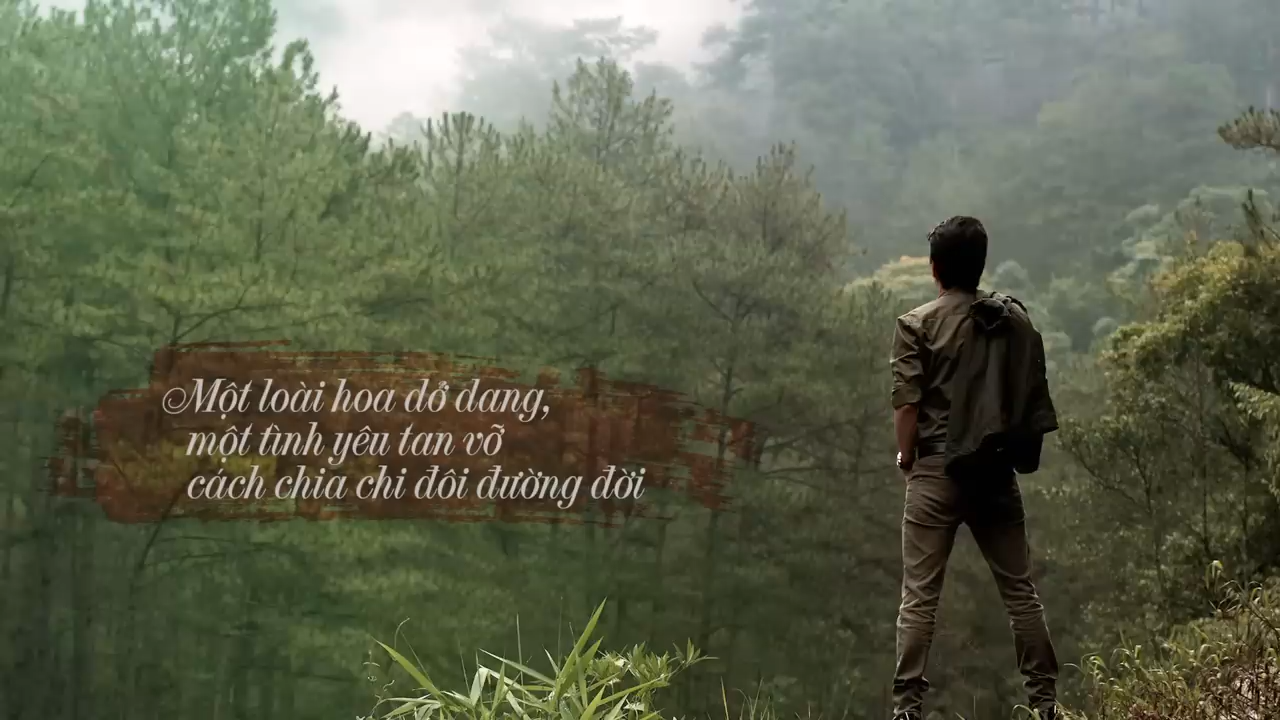 Một loài hoa dở dang,
một tình yêu tan vỡ
cách chia chi đôi đường đời